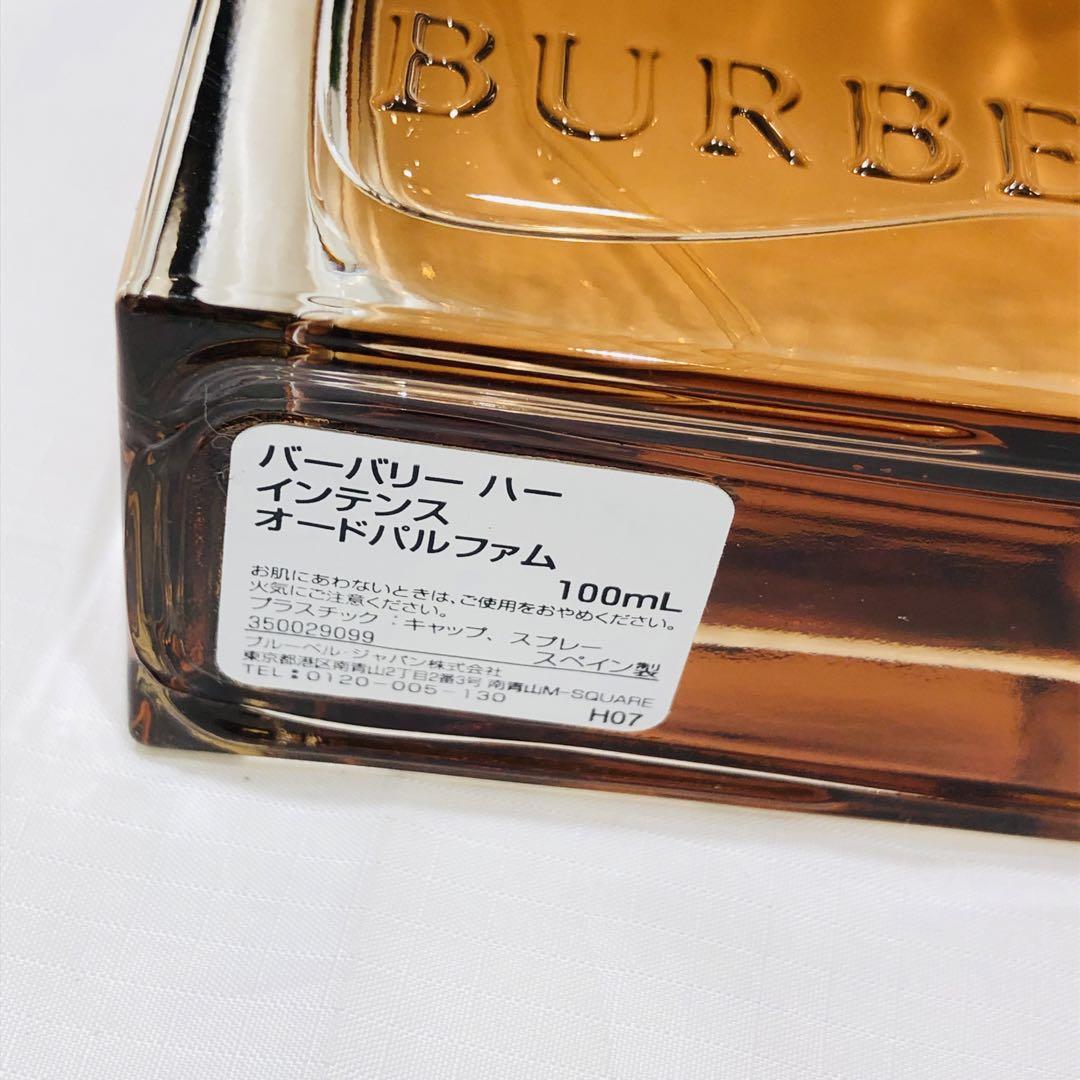 BURBE
バーバリー ハー
インテンス
オードパルファム
100mL
お肌にあわないときは、ご使用をおやめください。
火気にご注意ください。
プラスチック：キャップ、スプレー
350029099 スペイン製
ブルーベル・ジャパン株式会社
東京都港区南青山2丁目2番3号 南青山M-SQUARE
TEL：0120-005-130
H07